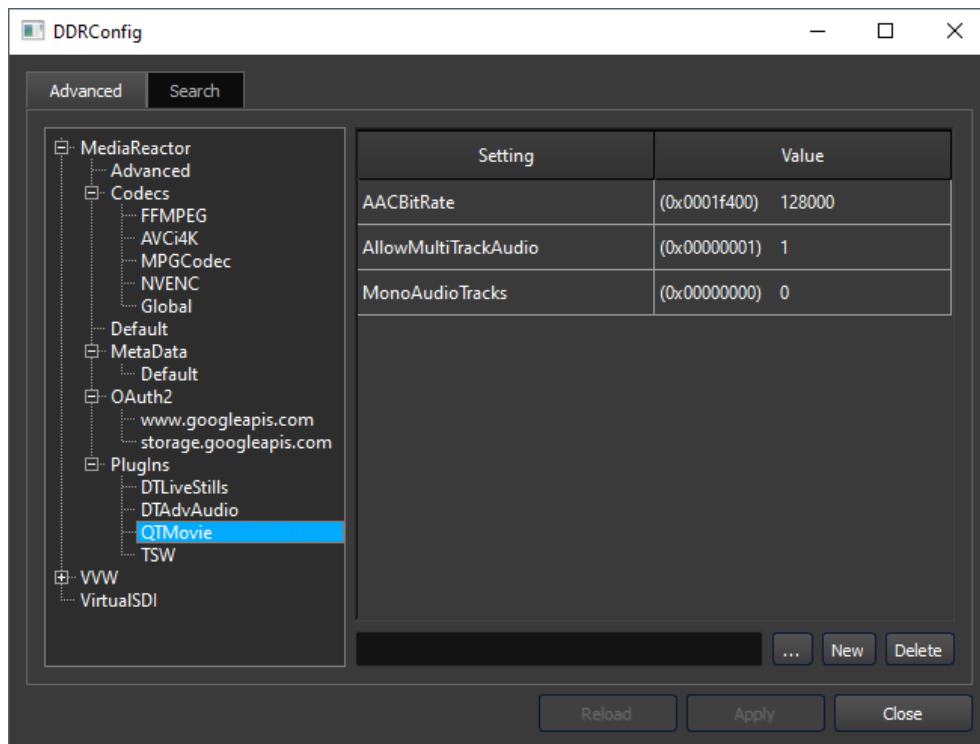 DDRConfig
Advanced
Search
MediaReactor
Advanced
Codecs
FFMPEG
AVCi4K
MPGCodec
NVENC
Global
Default
MetaData
Default
OAuth2
www.googleapis.com
storage.googleapis.com
PlugIns
DTLiveStills
DTAdvAudio
QTMovie
TSW
VVW
VirtualSDI
Setting Value
AACBitRate (0x0001f400) 128000
AllowMultiTrackAudio (0x00000001) 1
MonoAudioTracks (0x00000000) 0
... New Delete
Reload Apply Close